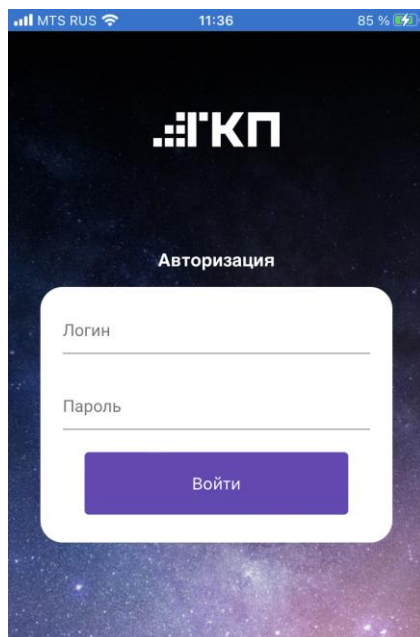 MTS RUS 11:36 85 %
ГКП
Авторизация
Логин
Пароль
Войти